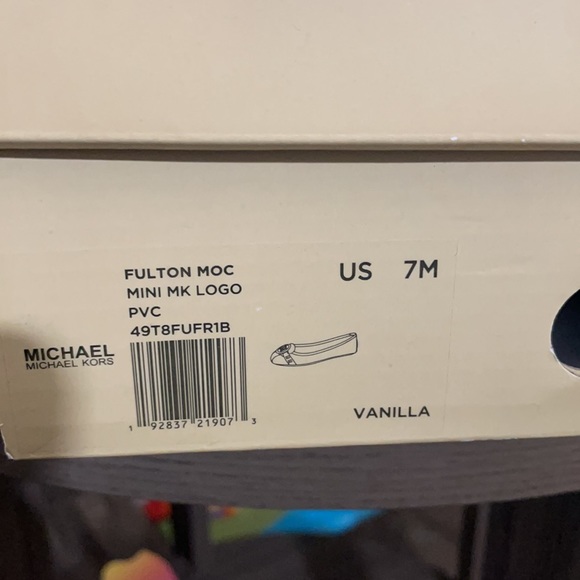 FULTON MOC
MINI MK LOGO
PVC
49T8FUFR1B
US 7M
MICHAEL
MICHAEL KORS
1 92837 21907 3
VANILLA